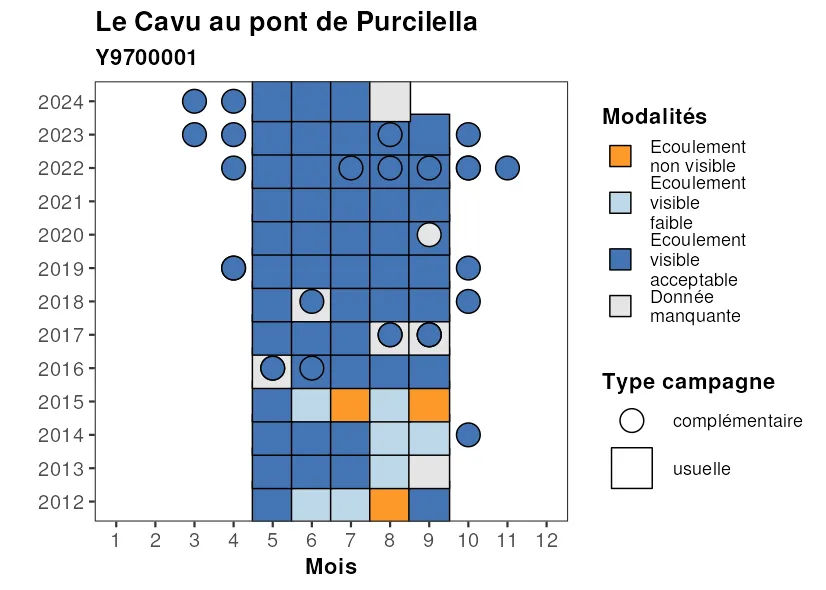 Le Cavu au pont de Purcilella
Y9700001
2024
2023
2022
2021
2020
2019
2018
2017
2016
2015
2014
2013
2012
1 2 3 4 5 6 7 8 9 10 11 12
Mois
Modalités
Ecoulement
non visible
Ecoulement
visible
faible
Ecoulement
visible
acceptable
Donnée
manquante
Type campagne
complémentaire
usuelle